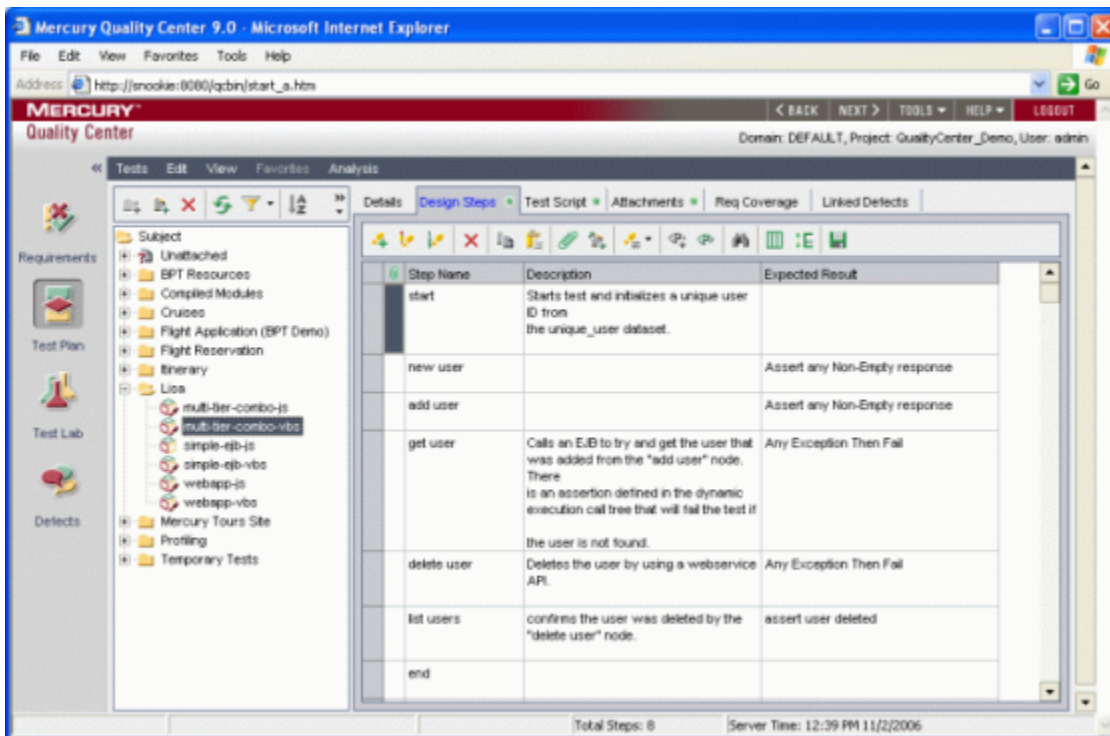 Mercury Quality Center 9.0 - Microsoft Internet Explorer
File Edit View Favorites Tools Help
Address http://snookie:8080/qcbin/start_a.htm Go
MERCURY™ < BACK NEXT > TOOLS HELP LOGOUT
Quality Center
Domain: DEFAULT, Project: QualityCenter_Demo, User: admin
Tests Edit View Favorites Analysis
Requirements
Test Plan
Test Lab
Defects
Subject
Unattached
BPT Resources
Compiled Modules
Cruises
Flight Application (BPT Demo)
Flight Reservation
Itinerary
Lisa
multi-tier-combo-js
multi-tier-combo-vbs
simple-ejb-js
simple-ejb-vbs
webapp-js
webapp-vbs
Mercury Tours Site
Profiling
Temporary Tests
Details Design Steps Test Script Attachments Req Coverage Linked Defects
Step Name Description Expected Result
start Starts test and initializes a unique user
ID from
the unique_user dataset.
new user Assert any Non-Empty response
add user Assert any Non-Empty response
get user Calls an EJB to try and get the user that Any Exception Then Fail
was added from the "add user" node.
There
is an assertion defined in the dynamic
execution call tree that will fail the test if
the user is not found.
delete user Deletes the user by using a webservice Any Exception Then Fail
API.
list users confirms the user was deleted by the assert user deleted
"delete user" node.
end
Total Steps: 8 Server Time: 12:39 PM 11/2/2006